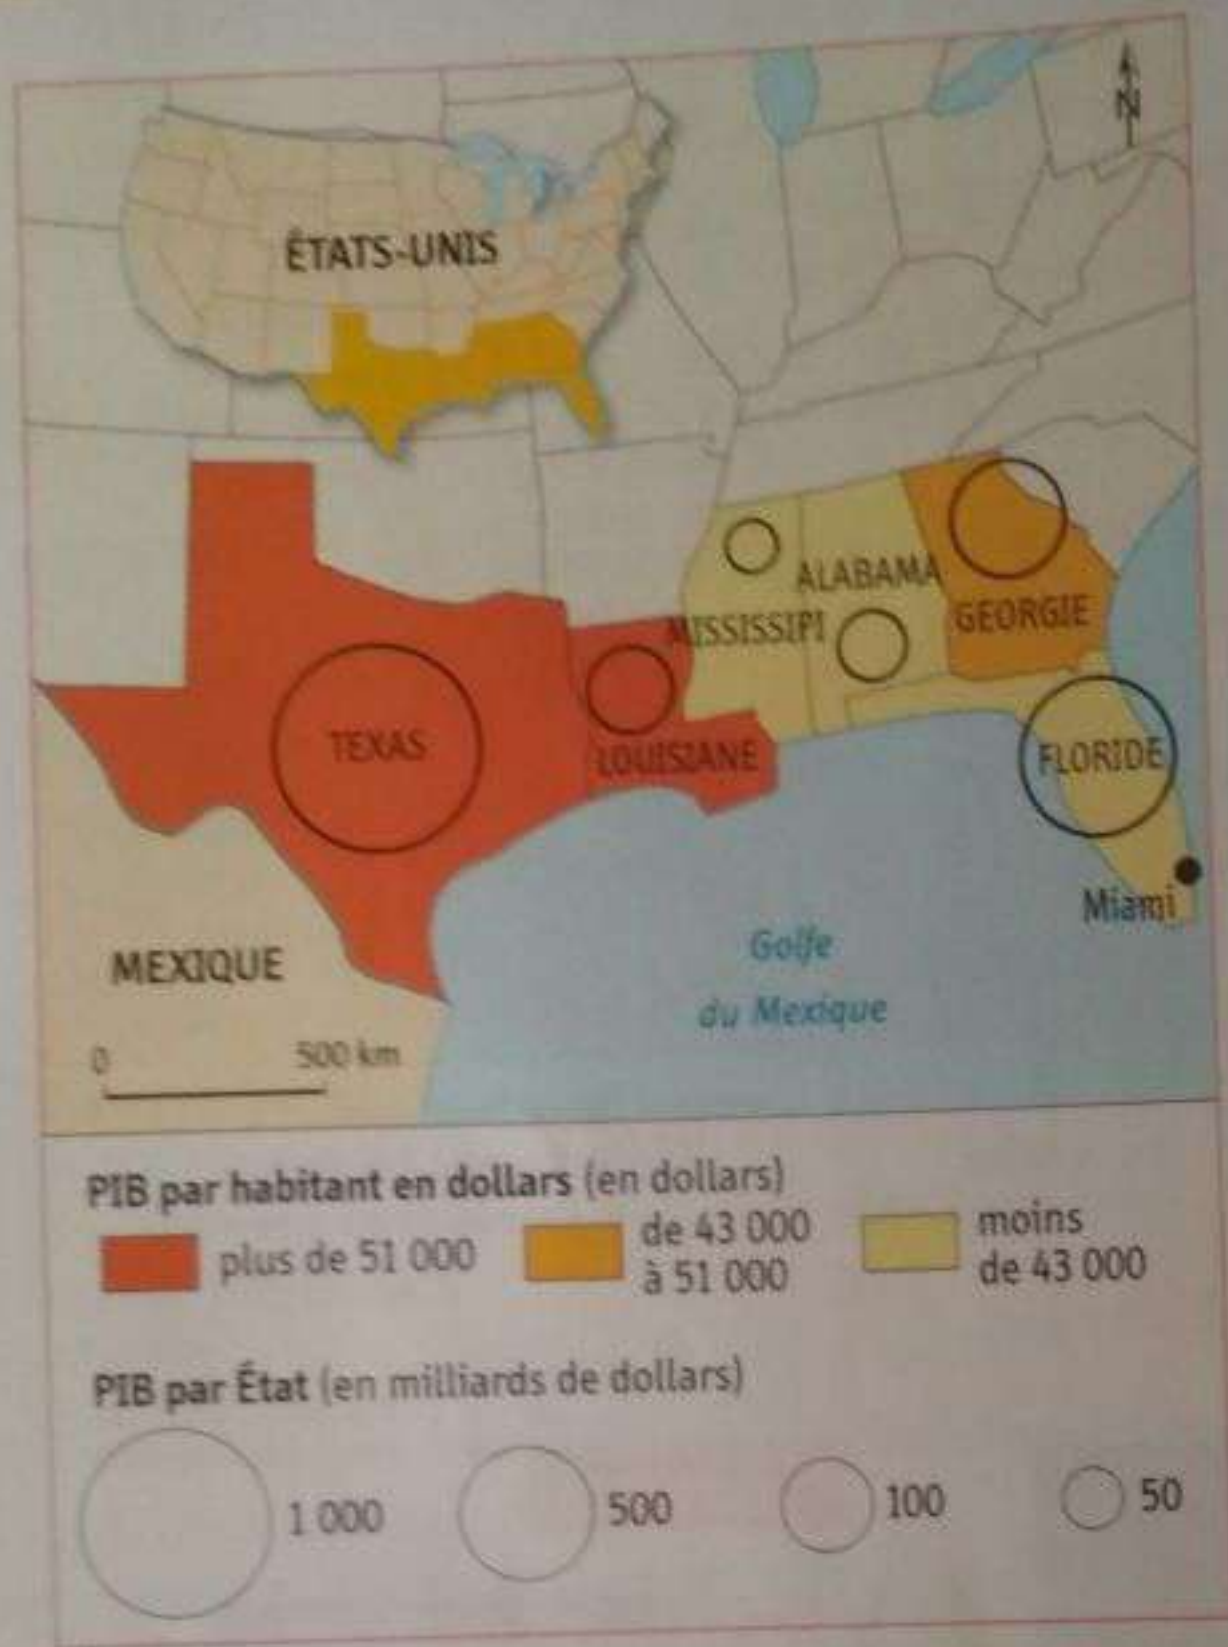 N
ÉTATS-UNIS
ALABAMA
MISSISSIPI
GEORGIE
TEXAS
LOUISIANE
FLORIDE
Miami
Golfe
du Mexique
MEXIQUE
0 500 km
PIB par habitant en dollars (en dollars)
plus de 51 000
de 43 000
à 51 000
moins
de 43 000
PIB par État (en milliards de dollars)
1 000
500
100
50